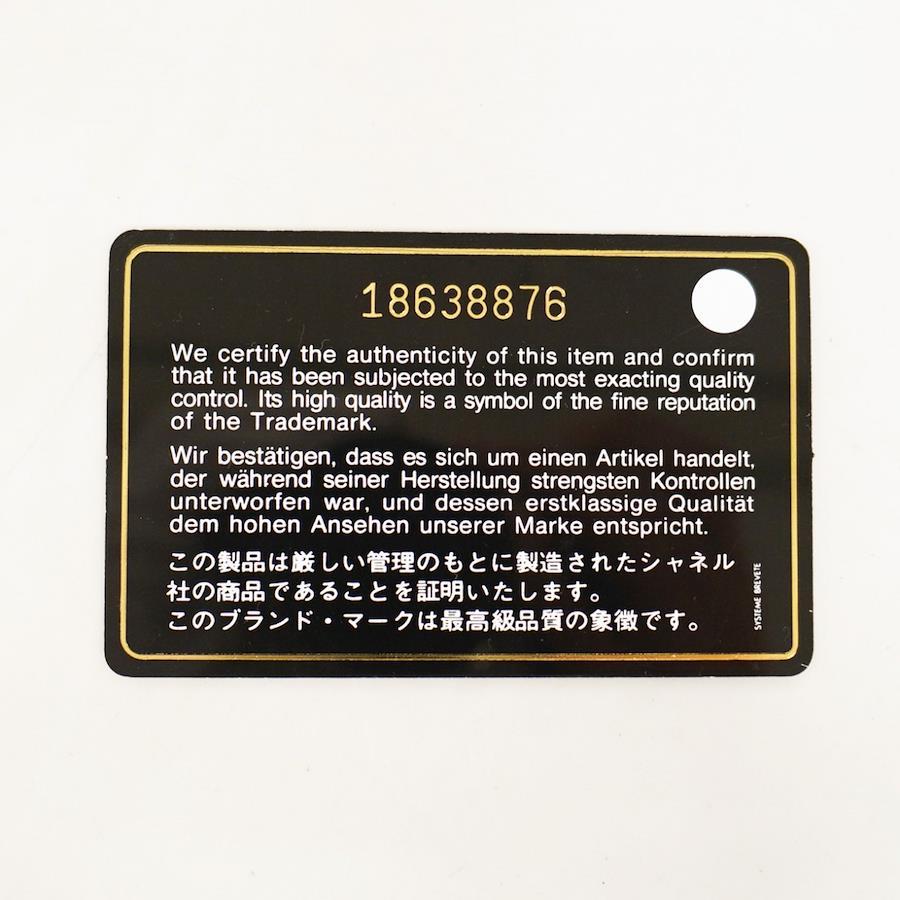 18638876
We certify the authenticity of this item and confirm
that it has been subjected to the most exacting quality
control. Its high quality is a symbol of the fine reputation
of the Trademark.
Wir bestätigen, dass es sich um einen Artikel handelt,
der während seiner Herstellung strengsten Kontrollen
unterworfen war, und dessen erstklassige Qualität
dem hohen Ansehen unserer Marke entspricht.
この製品は厳しい管理のもとに製造されたシャネル
社の商品であることを証明いたします。
このブランド・マークは最高級品質の象徴です。
SYSTEME BREVETE